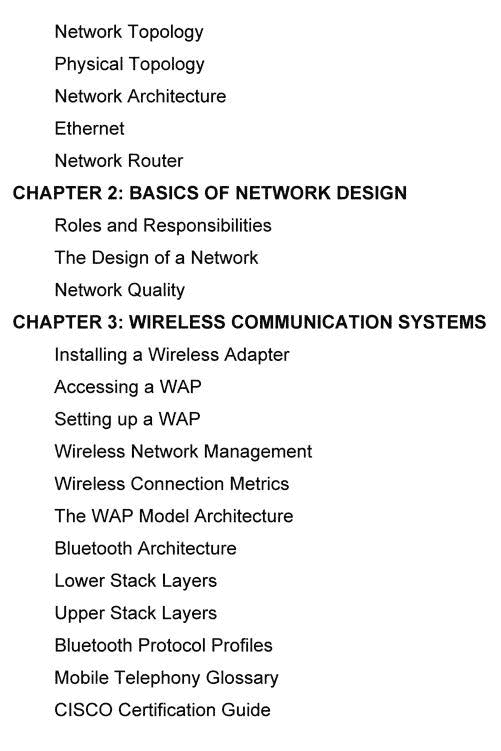 Network Topology
Physical Topology
Network Architecture
Ethernet
Network Router
CHAPTER 2: BASICS OF NETWORK DESIGN
Roles and Responsibilities
The Design of a Network
Network Quality
CHAPTER 3: WIRELESS COMMUNICATION SYSTEMS
Installing a Wireless Adapter
Accessing a WAP
Setting up a WAP
Wireless Network Management
Wireless Connection Metrics
The WAP Model Architecture
Bluetooth Architecture
Lower Stack Layers
Upper Stack Layers
Bluetooth Protocol Profiles
Mobile Telephony Glossary
CISCO Certification Guide